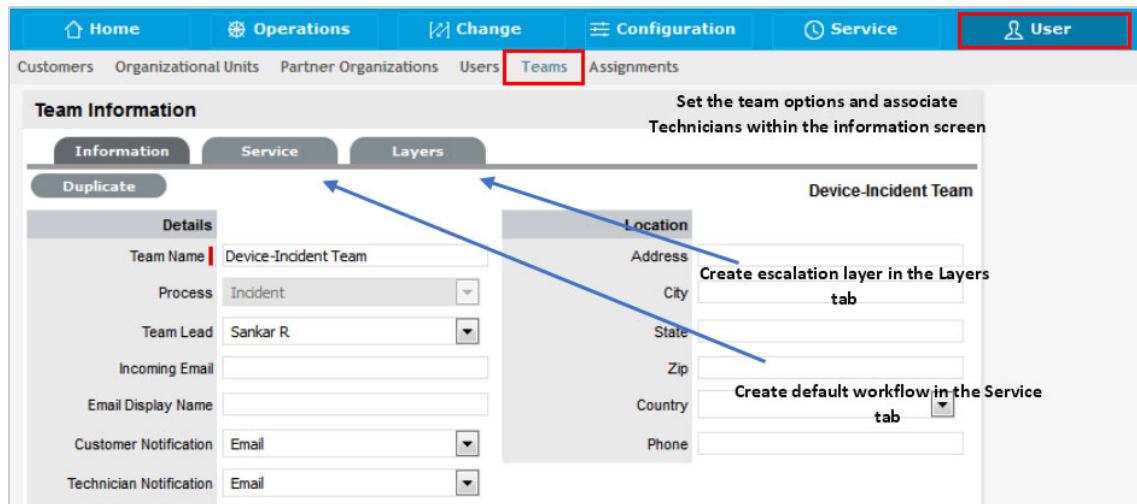 Home Operations Change Configuration Service User
Customers Organizational Units Partner Organizations Users Teams Assignments
Team Information
Set the team options and associate
Technicians within the information screen
Information Service Layers
Duplicate
Device-Incident Team
Details
Team Name Device-Incident Team
Process Incident
Team Lead Sankar R
Incoming Email
Email Display Name
Customer Notification Email
Technician Notification Email
Location
Address
City
State
Zip
Country
Phone
Create escalation layer in the Layers
tab
Create default workflow in the Service
tab